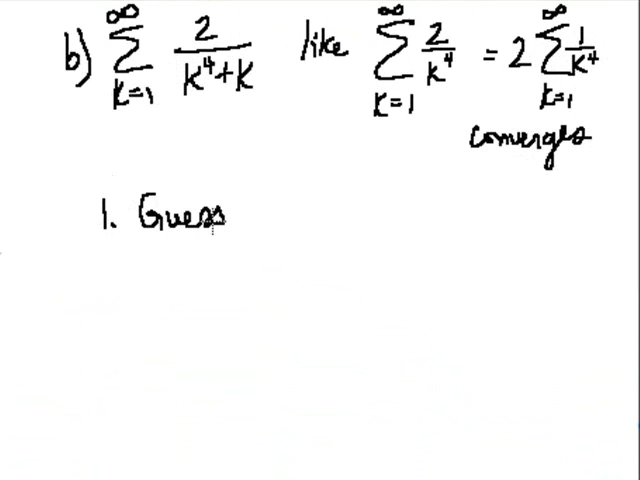 b) ∞∑k=1 2/(k⁴+k) like ∞∑k=1 2/k⁴ = 2 ∞∑k=1 1/k⁴
converges
1. Guess